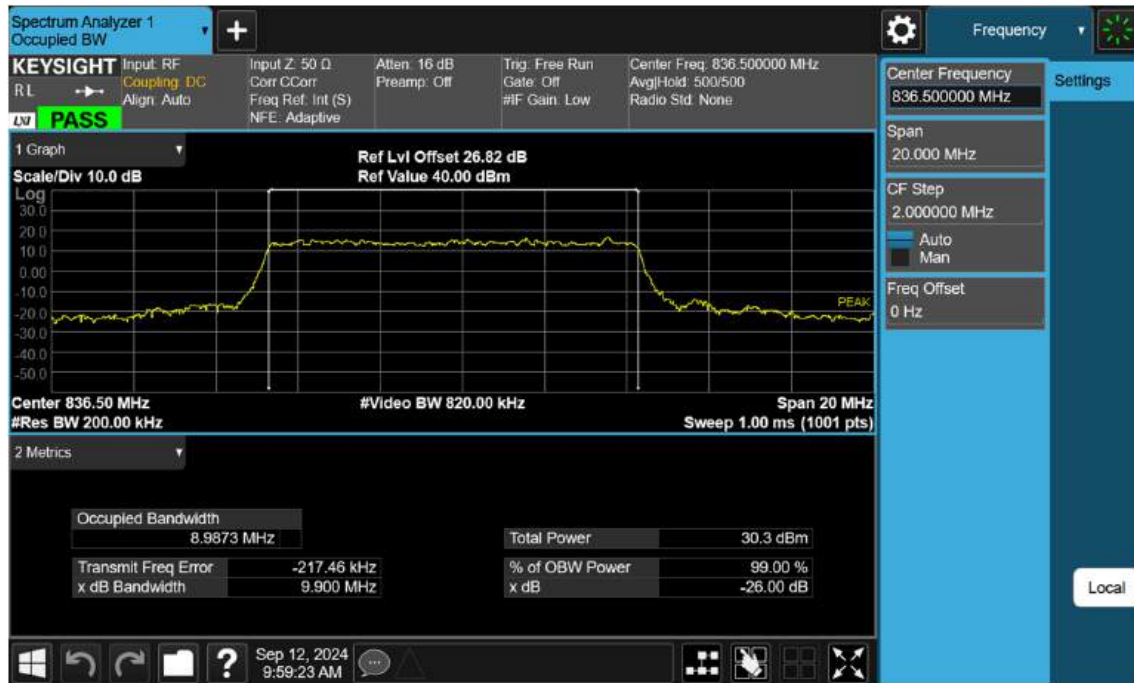 Spectrum Analyzer 1
Occupied BW
+
Frequency
KEYSIGHT
RL
LXI PASS
Input: RF
Coupling: DC
Align: Auto
Input Z: 50 Ω
Corr CCorr
Freq Ref: Int (S)
NFE: Adaptive
Atten: 16 dB
Preamp: Off
Trig: Free Run
Gate: Off
#IF Gain: Low
Center Freq: 836.500000 MHz
Avg|Hold: 500/500
Radio Std: None
1 Graph
Scale/Div 10.0 dB
Ref Lvl Offset 26.82 dB
Ref Value 40.00 dBm
Log
30.0
20.0
10.0
0.00
-10.0
-20.0
-30.0
-40.0
-50.0
PEAK
Center 836.50 MHz
#Video BW 820.00 kHz
Span 20 MHz
#Res BW 200.00 kHz
Sweep 1.00 ms (1001 pts)
2 Metrics
Occupied Bandwidth
8.9873 MHz
Transmit Freq Error -217.46 kHz
x dB Bandwidth 9.900 MHz
Total Power 30.3 dBm
% of OBW Power 99.00 %
x dB -26.00 dB
Center Frequency
836.500000 MHz
Span
20.000 MHz
CF Step
2.000000 MHz
Auto
Man
Freq Offset
0 Hz
Settings
Local
?
Sep 12, 2024
9:59:23 AM